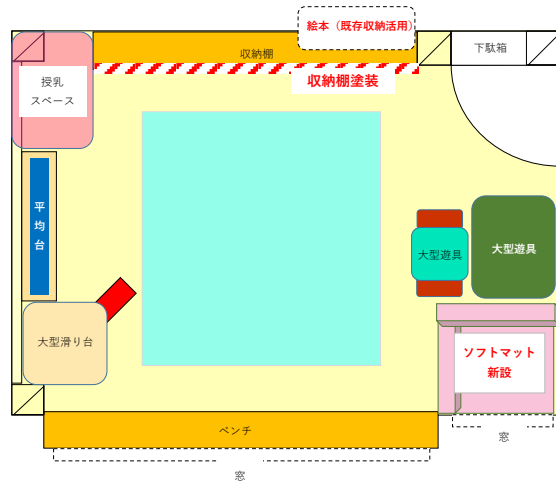 絵本（既存収納活用）
収納棚
下駄箱
収納棚塗装
授乳
スペース
平均台
大型遊具
大型遊具
大型滑り台
ソフトマット
新設
ベンチ
窓
窓